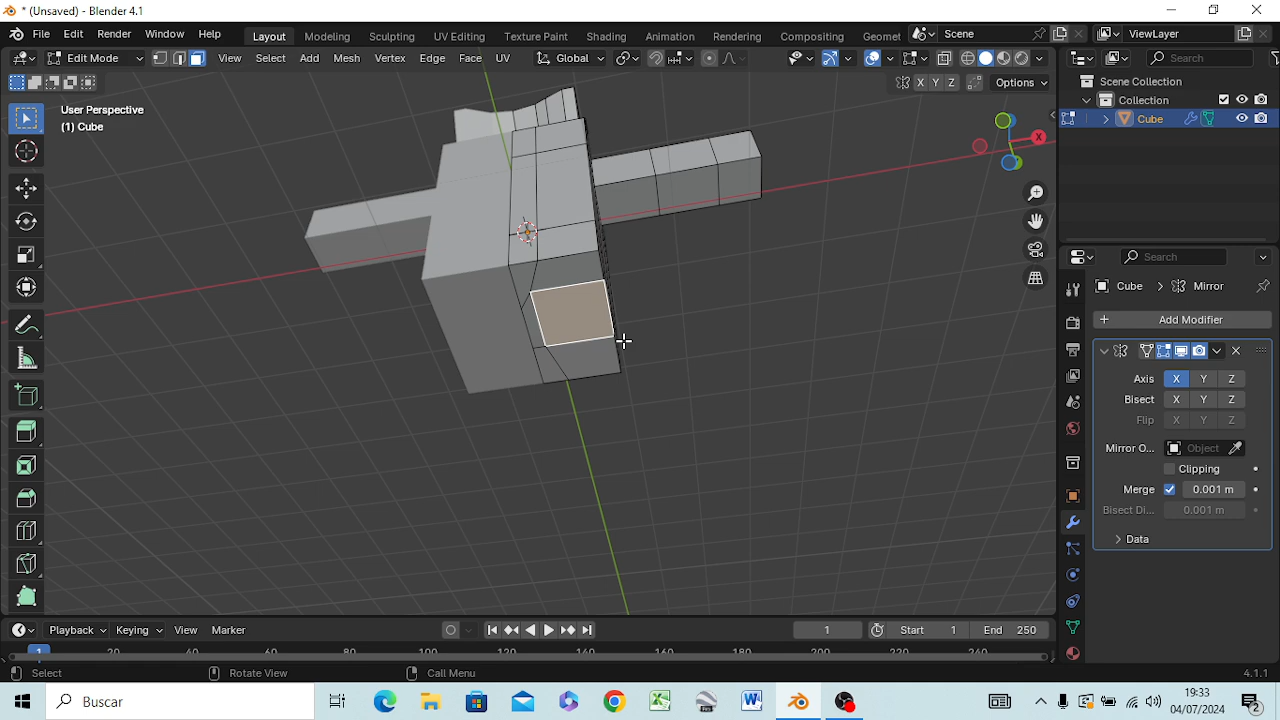 * (Unsaved) - Blender 4.1
File Edit Render Window Help Layout Modeling Sculpting UV Editing Texture Paint Shading Animation Rendering Compositing Geomet Scene ViewLayer
Edit Mode View Select Add Mesh Vertex Edge Face UV Global Search
X Y Z Options Scene Collection
User Perspective
(1) Cube
Collection
Cube
X
Search
Cube > Mirror
+ Add Modifier
Axis X Y Z
Bisect X Y Z
Flip X Y Z
Mirror O... Object
Clipping
Merge 0.001 m
Bisect Di... 0.001 m
> Data
Playback Keying View Marker 1 Start 1 End 250
1 20 40 60 80 100 120 140 160 180 200 220 240
Select Rotate View Call Menu 4.1.1
Buscar
19:33
04/07/2024
2